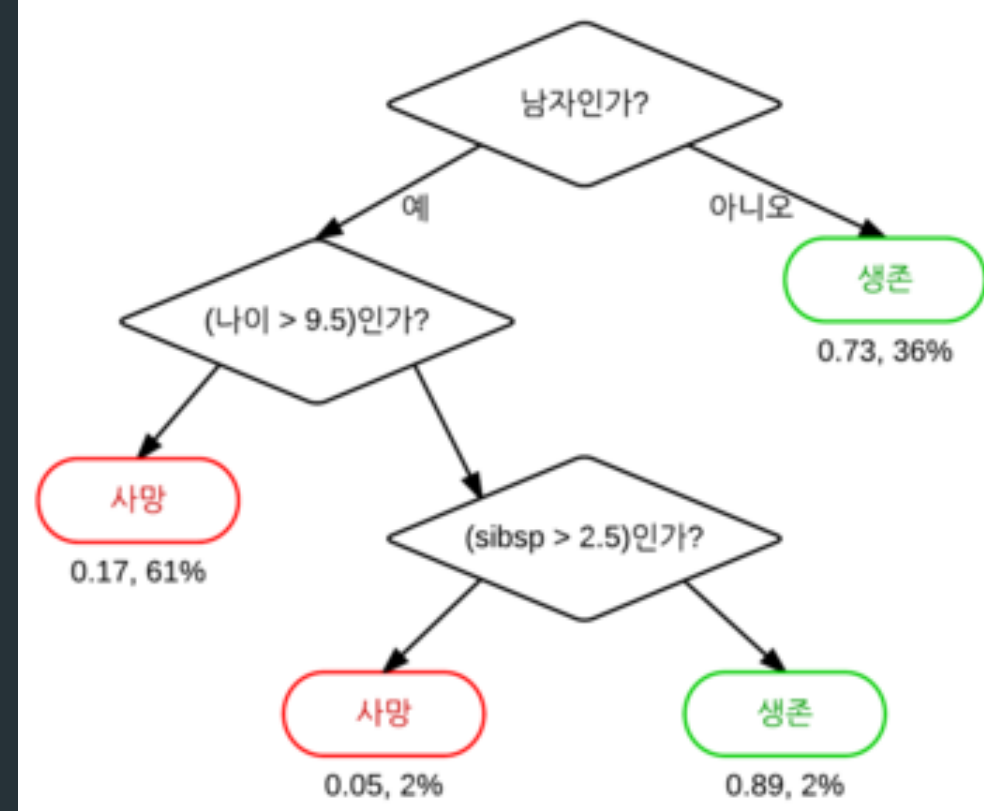 남자인가?
예
아니오
생존
0.73, 36%
(나이 > 9.5)인가?
사망
0.17, 61%
(sibsp > 2.5)인가?
사망
0.05, 2%
생존
0.89, 2%